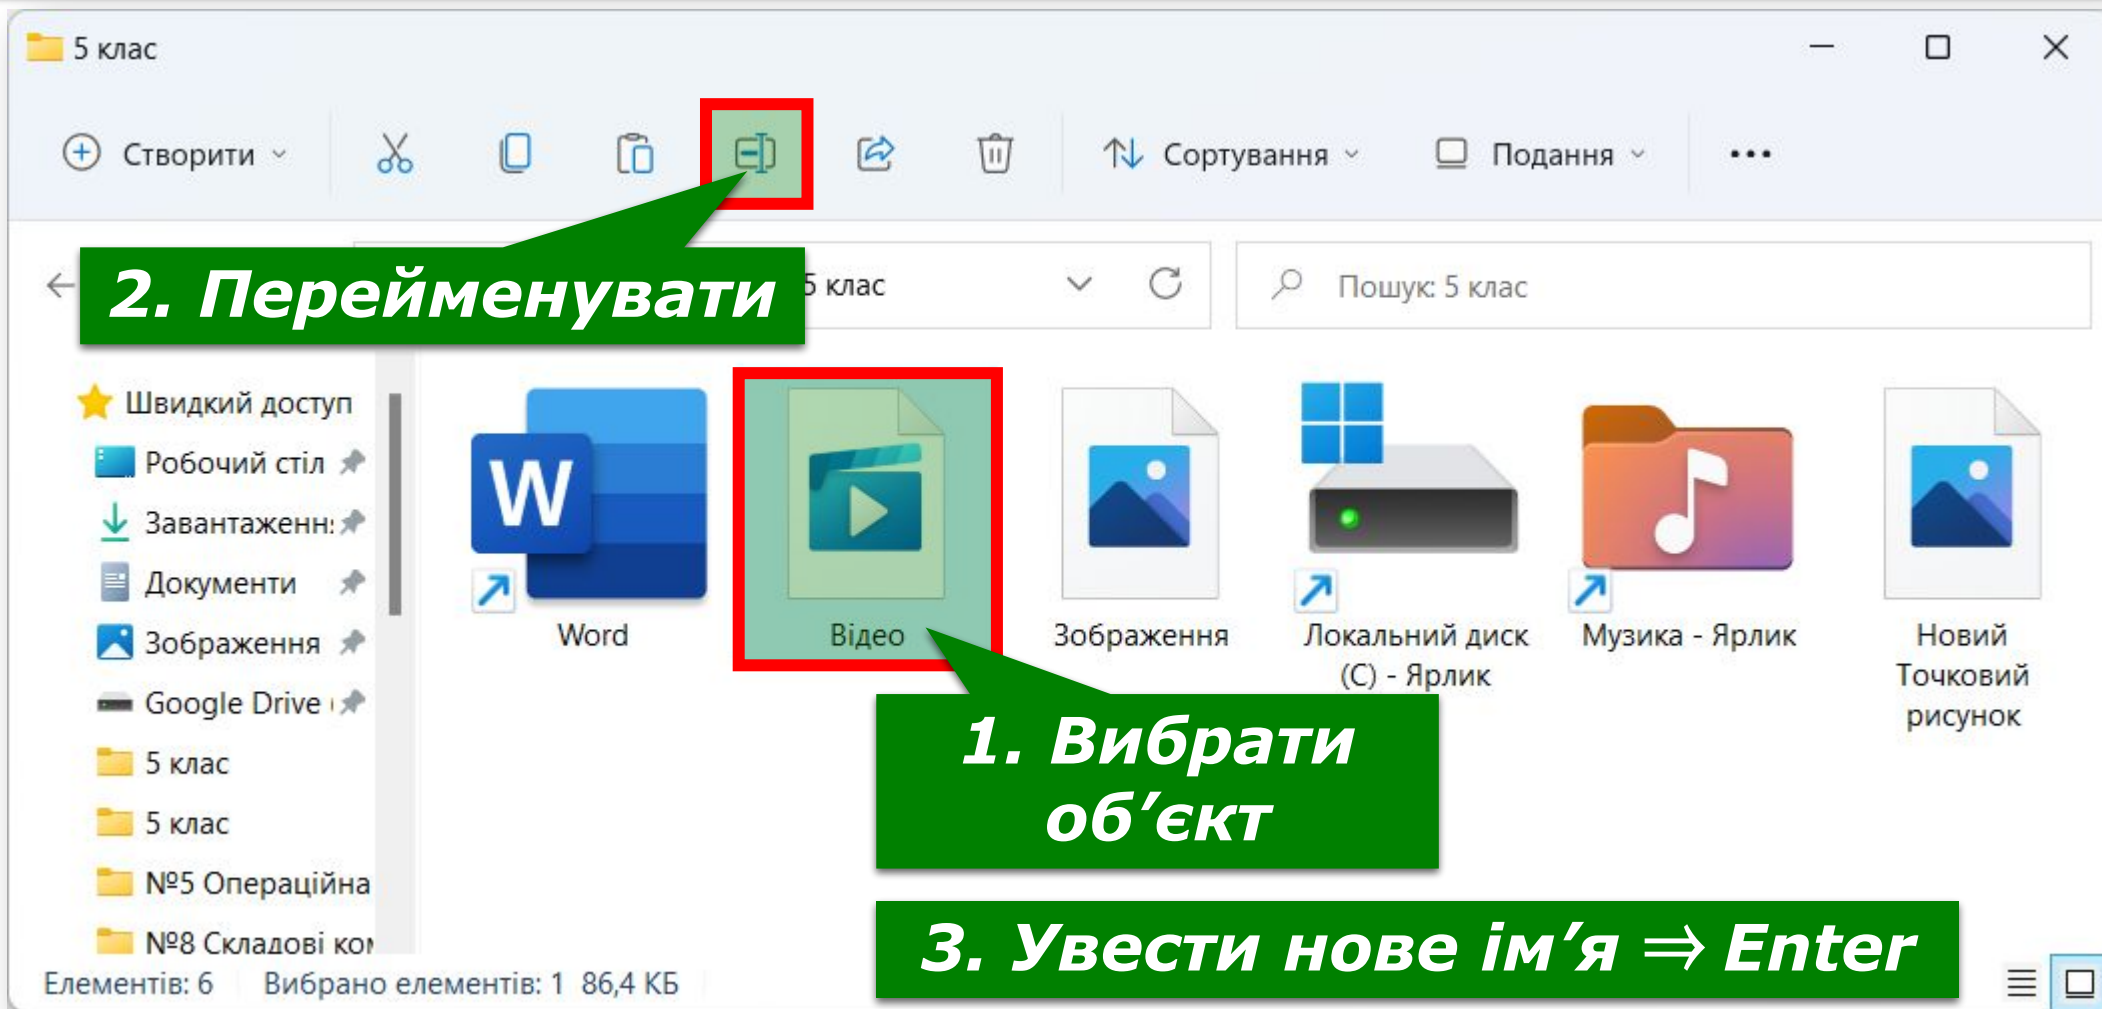 5 клас
Створити
Сортування
Подання
2. Перейменувати
5 клас
Пошук: 5 клас
Швидкий доступ
Робочий стіл
Документи
Зображення
Google Drive
5 клас
5 клас
№5 Операційна
№8 Складові
W
Word
Відео
Зображення
Локальний диск
(C) - Ярлик
Музика - Ярлик
Новий
Точковий
рисунок
1. Вибрати
об’єкт
3. Увести нове ім’я ⇒ Enter
Елементів: 6
Вибрано елементів: 1 86,4 КБ